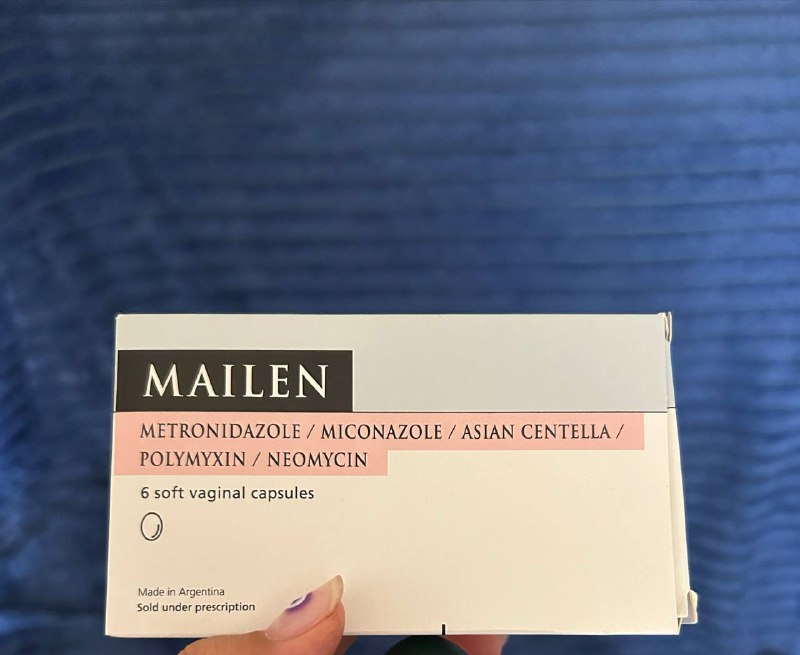 MAILEN
METRONIDAZOLE / MICONAZOLE / ASIAN CENTELLA /
POLYMYXIN / NEOMYCIN
6 soft vaginal capsules
Made in Argentina
Sold under prescription